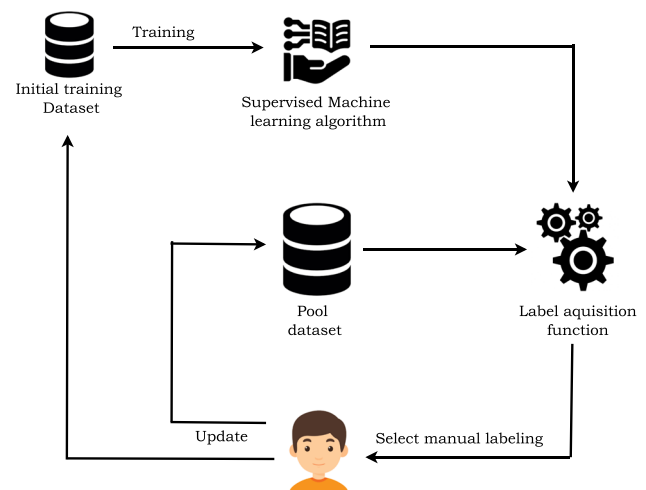 Training
Initial training
Dataset
Supervised Machine
learning algorithm
Pool
dataset
Label aquisition
function
Update
Select manual labeling